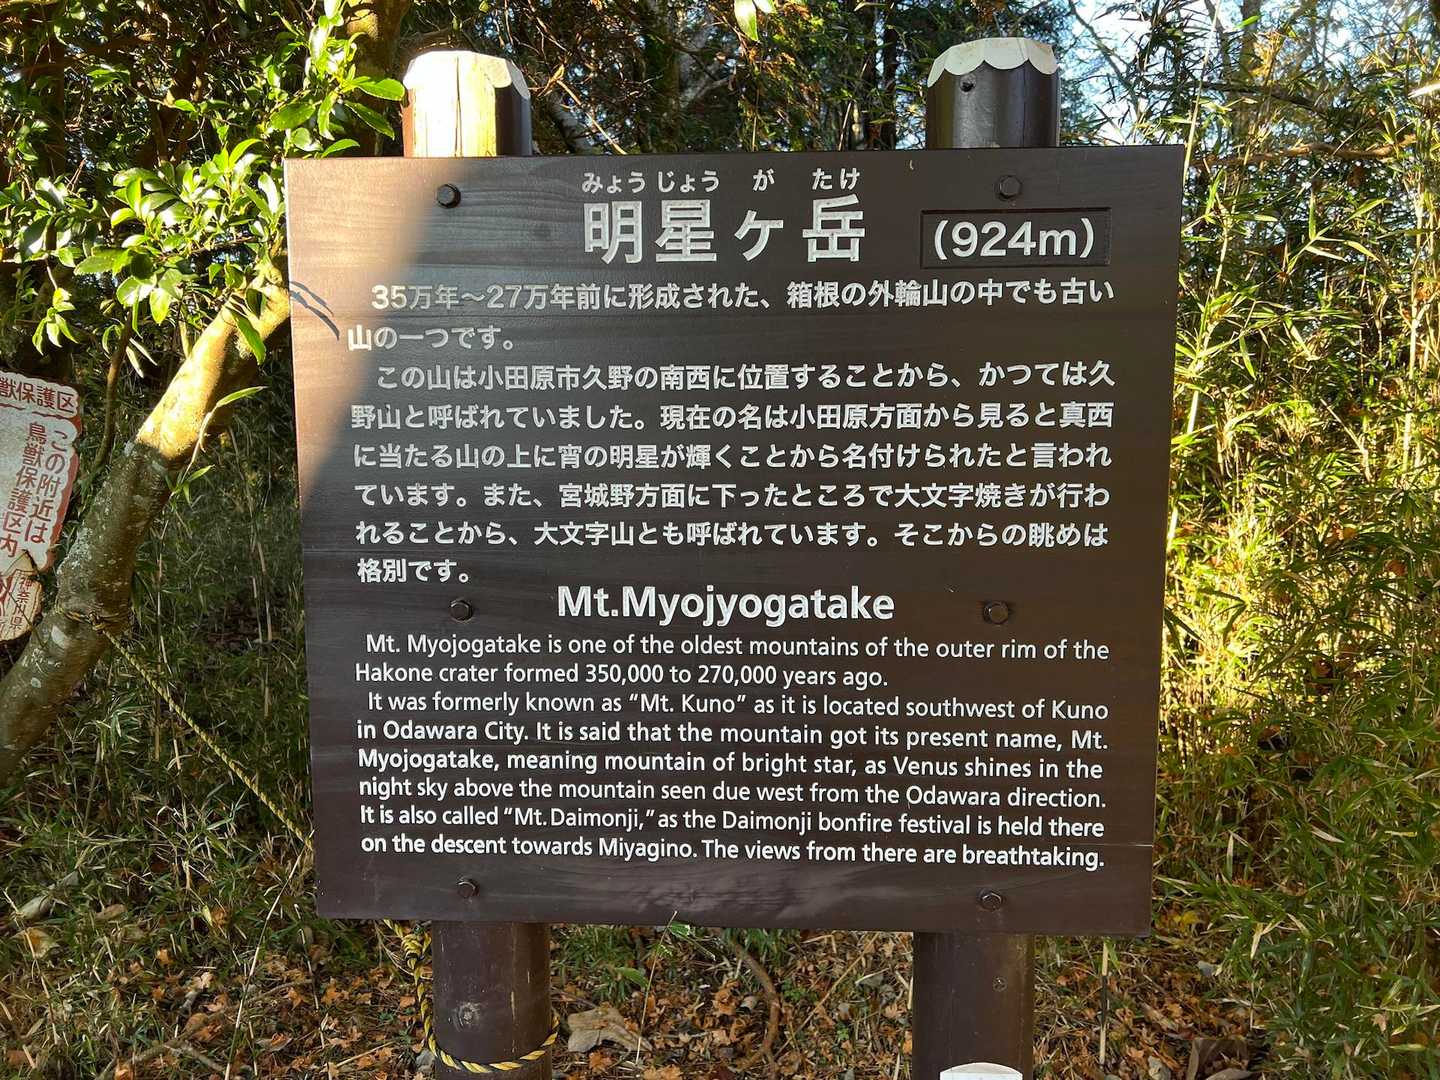 みょうじょう が たけ
明星ヶ岳 (924m)
35万年～27万年前に形成された、箱根の外輪山の中でも古い
山の一つです。
この山は小田原市久野の南西に位置することから、かつては久
野山と呼ばれていました。現在の名は小田原方面から見ると真西
に当たる山の上に宵の明星が輝くことから名付けられたと言われ
ています。また、宮城野方面に下ったところで大文字焼きが行わ
れることから、大文字山とも呼ばれています。そこからの眺めは
格別です。
Mt.Myojyogatake
Mt. Myojogatake is one of the oldest mountains of the outer rim of the
Hakone crater formed 350,000 to 270,000 years ago.
It was formerly known as “Mt. Kuno” as it is located southwest of Kuno
in Odawara City. It is said that the mountain got its present name, Mt.
Myojogatake, meaning mountain of bright star, as Venus shines in the
night sky above the mountain seen due west from the Odawara direction.
It is also called “Mt. Daimonji,” as the Daimonji bonfire festival is held there
on the descent towards Miyagino. The views from there are breathtaking.
獣保護区
この附近は
鳥獣保護区内
神奈川県